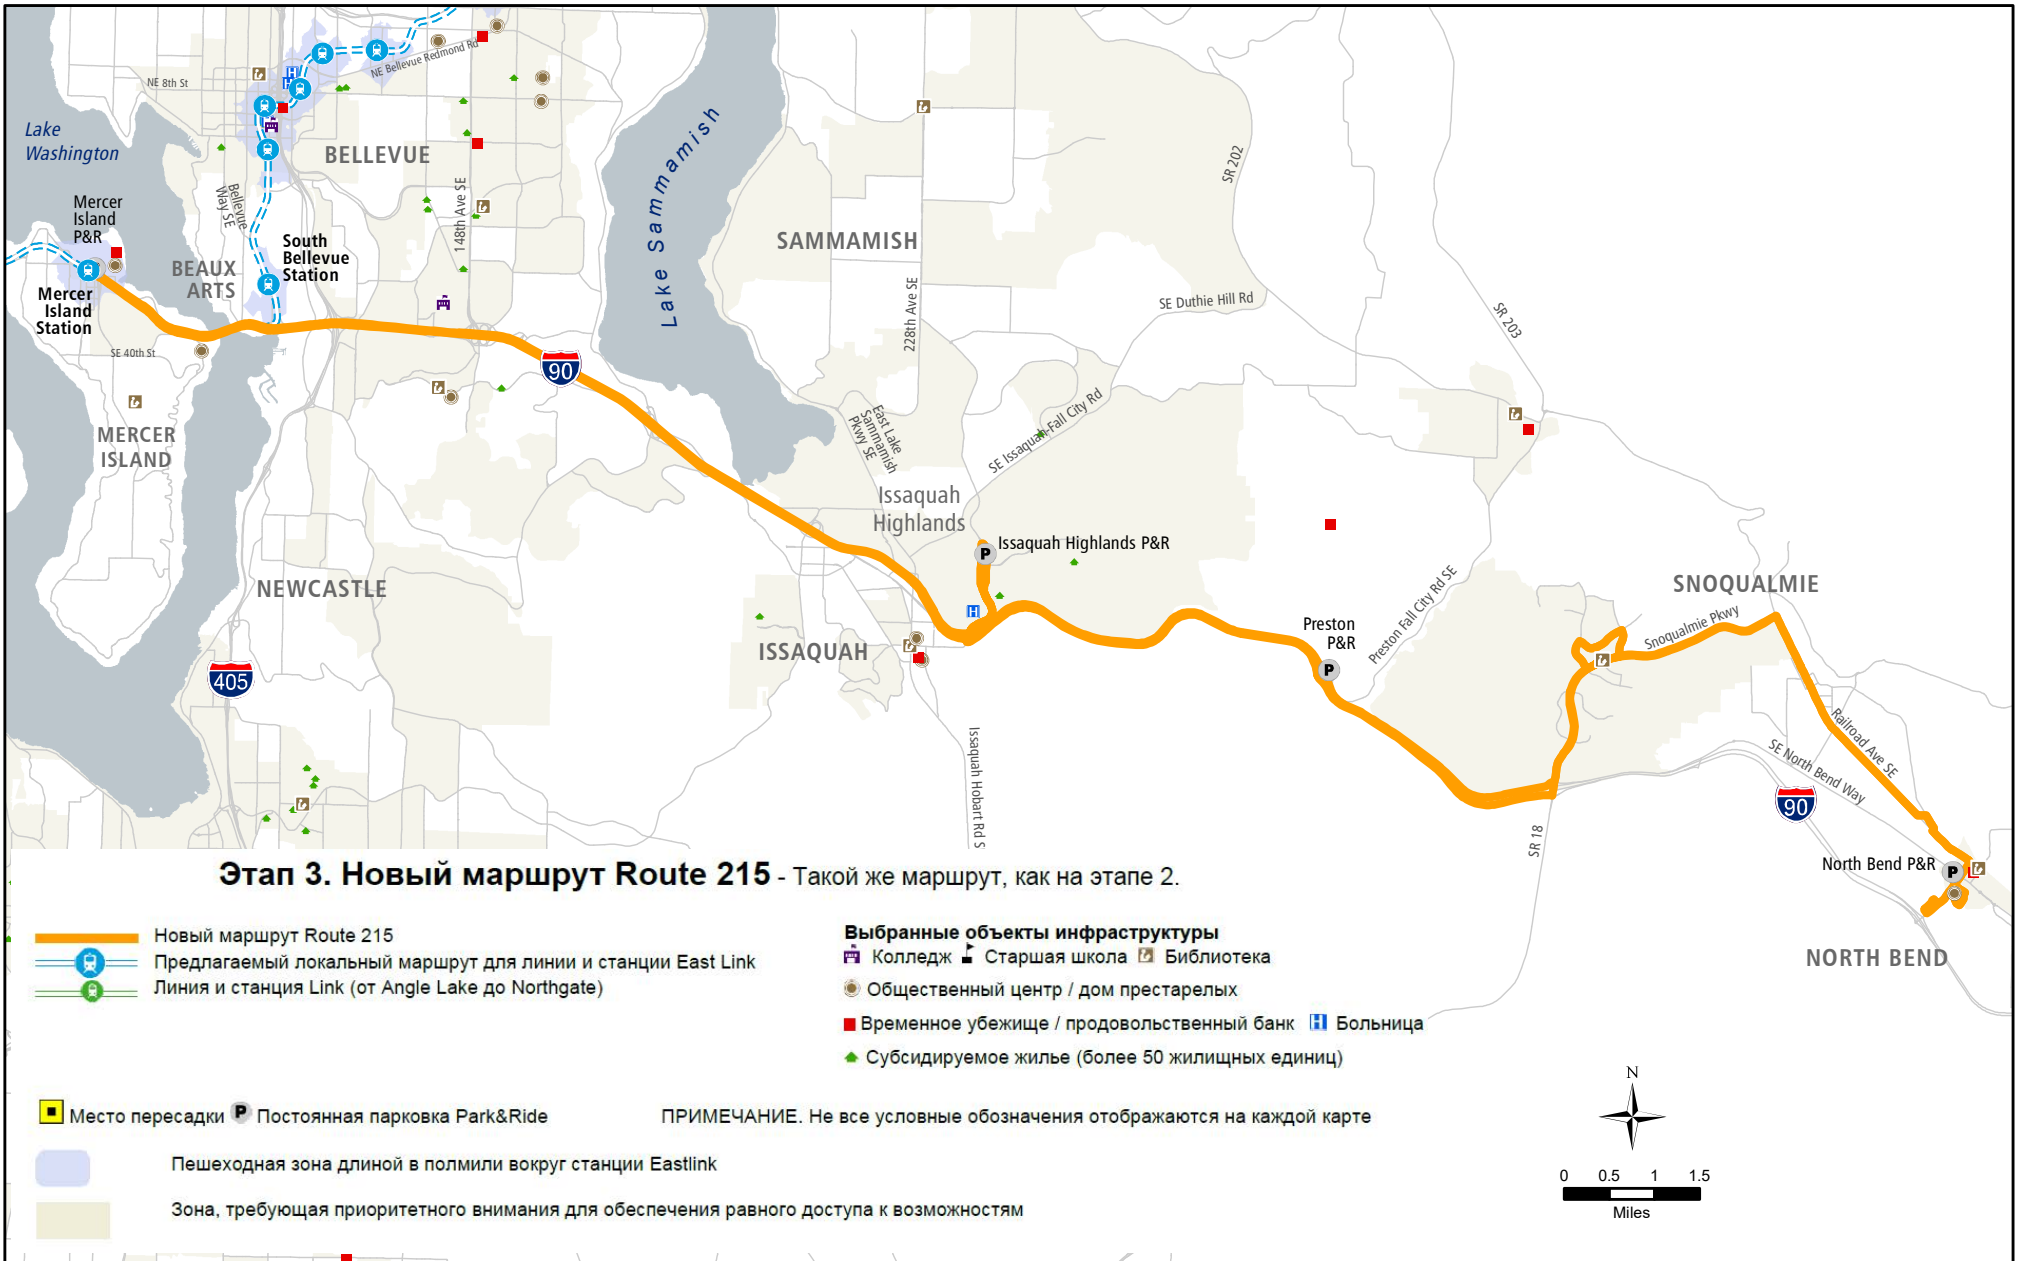 NE 8th St
NE Bellevue Redmond Rd
Lake
Washington
BELLEVUE
Mercer
Island
P&R
Bellevue
Way SE
148th Ave SE
South
Bellevue
Station
BEAUX
ARTS
Mercer
Island
Station
SE 40th St
MERCER
ISLAND
Lake Sammamish
SAMMAMISH
228th Ave SE
SR 202
SE Duthie Hill Rd
SR 203
90
East Lake
Sammamish
Pkwy SE
SE Issaquah-Fall City Rd
Issaquah
Highlands
P
Issaquah Highlands P&R
H
NEWCASTLE
405
ISSAQUAH
Issaquah Hobart Rd S
Preston
P&R
P
Preston Fall City Rd SE
SNOQUALMIE
Snoqualmie Pkwy
Railroad Ave SE
SE North Bend Way
90
SR 18
North Bend P&R
P
NORTH BEND
Этап 3. Новый маршрут Route 215 - Такой же маршрут, как на этапе 2.
Новый маршрут Route 215
Предлагаемый локальный маршрут для линии и станции East Link
Линия и станция Link (от Angle Lake до Northgate)
Выбранные объекты инфраструктуры
Колледж Старшая школа Библиотека
Общественный центр / дом престарелых
Временное убежище / продовольственный банк H Больница
Субсидируемое жилье (более 50 жилищных единиц)
Место пересадки P Постоянная парковка Park&Ride
ПРИМЕЧАНИЕ. Не все условные обозначения отображаются на каждой карте
Пешеходная зона длиной в полмили вокруг станции Eastlink
Зона, требующая приоритетного внимания для обеспечения равного доступа к возможностям
N
0 0.5 1 1.5
Miles